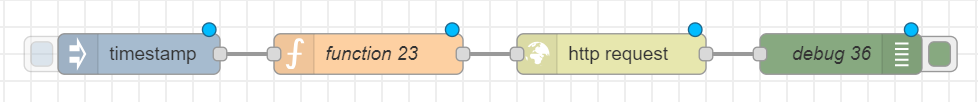 timestamp
function 23
http request
debug 36